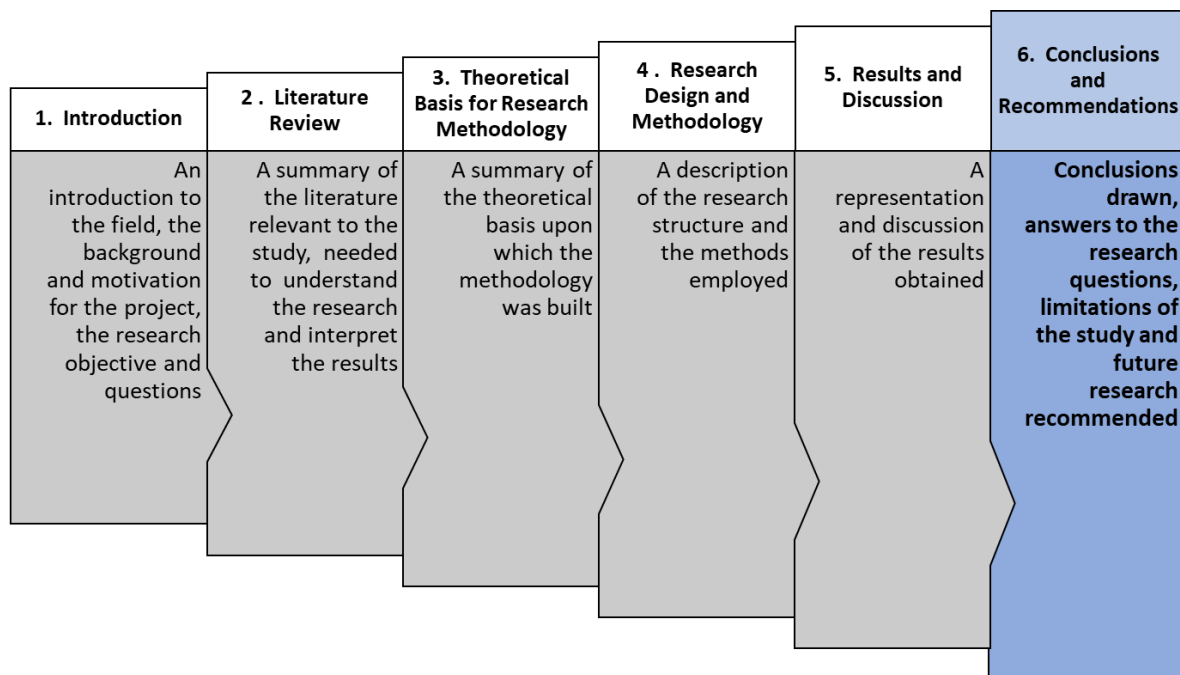 1. Introduction
An
introduction to
the field, the
background
and motivation
for the project,
the research
objective and
questions
2 . Literature
Review
A summary of
the literature
relevant to the
study, needed
to understand
the research
and interpret
the results
3. Theoretical
Basis for Research
Methodology
A summary of
the theoretical
basis upon
which the
methodology
was built
4 . Research
Design and
Methodology
A description
of the research
structure and
the methods
employed
5. Results and
Discussion
A
representation
and discussion
of the results
obtained
6. Conclusions
and
Recommendations
Conclusions
drawn,
answers to the
research
questions,
limitations of
the study and
future
research
recommended